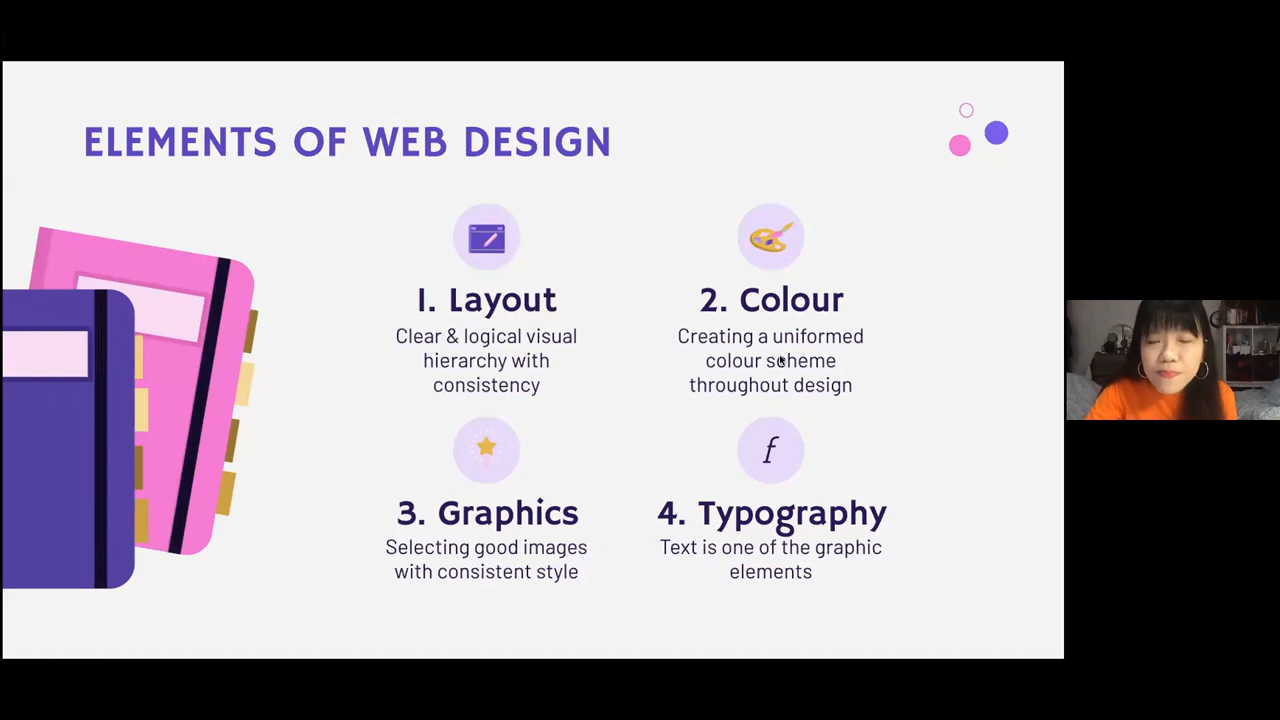 ELEMENTS OF WEB DESIGN
1. Layout
Clear & logical visual
hierarchy with
consistency
2. Colour
Creating a uniformed
colour scheme
throughout design
f
3. Graphics
Selecting good images
with consistent style
4. Typography
Text is one of the graphic
elements